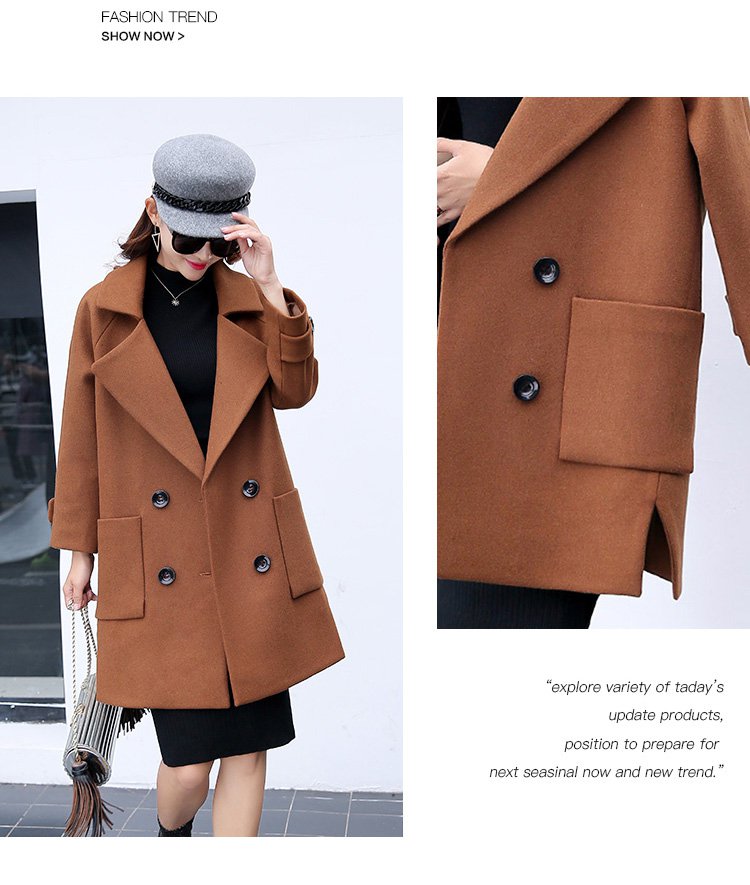 FASHION TREND
SHOW NOW >
“explore variety of taday’s
update products,
position to prepare for
next seasinal now and new trend.”